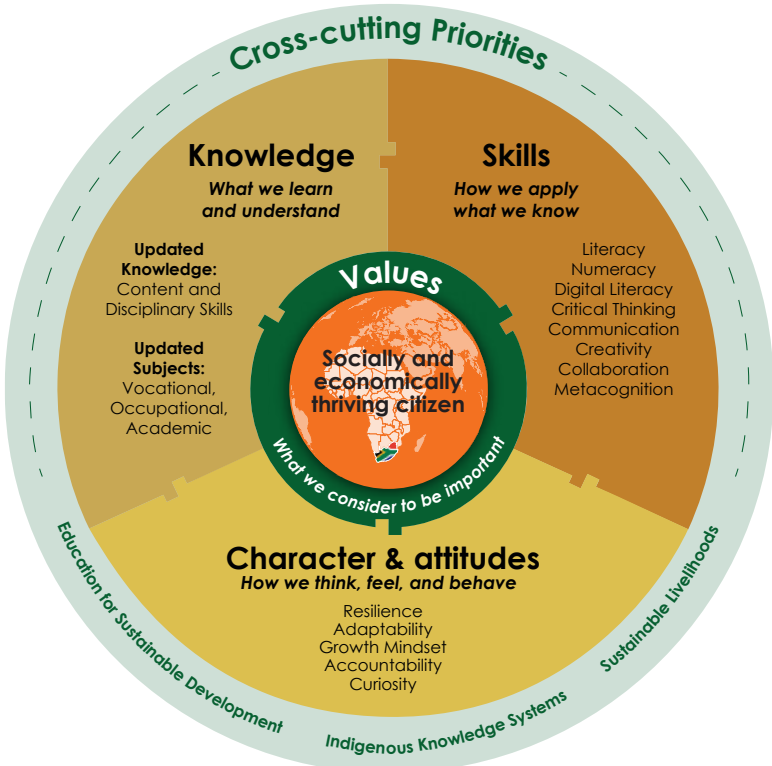 Cross-cutting Priorities
Knowledge
What we learn
and understand
Updated
Knowledge:
Content and
Disciplinary Skills
Updated
Subjects:
Vocational,
Occupational,
Academic
Skills
How we apply
what we know
Literacy
Numeracy
Digital Literacy
Critical Thinking
Communication
Creativity
Collaboration
Metacognition
Values
Socially and
economically
thriving citizen
What we consider to be important
Character & attitudes
How we think, feel, and behave
Resilience
Adaptability
Growth Mindset
Accountability
Curiosity
Education for Sustainable Development
Indigenous Knowledge Systems
Sustainable Livelihoods